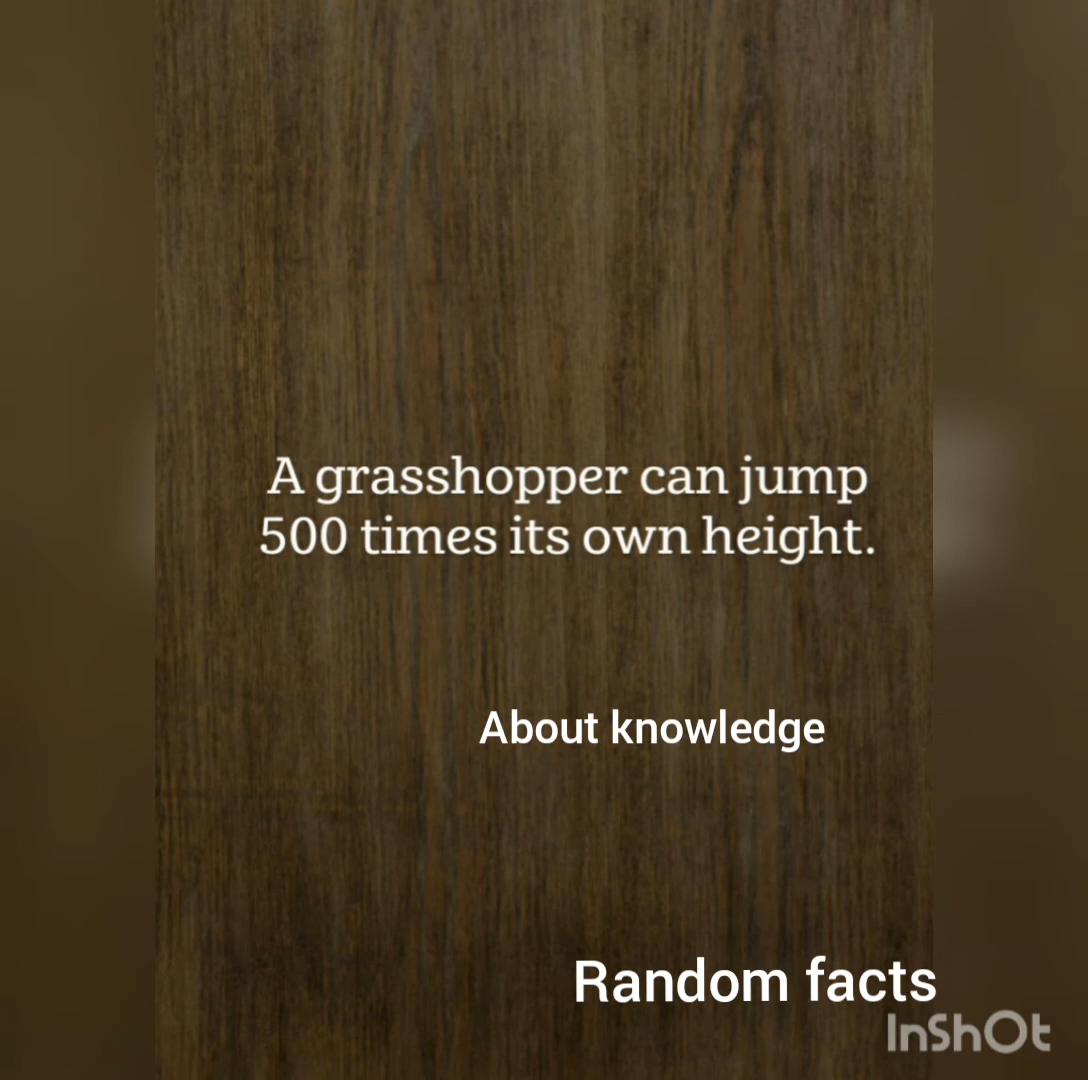 A grasshopper can jump
500 times its own height.
About knowledge
Random facts
InShOt